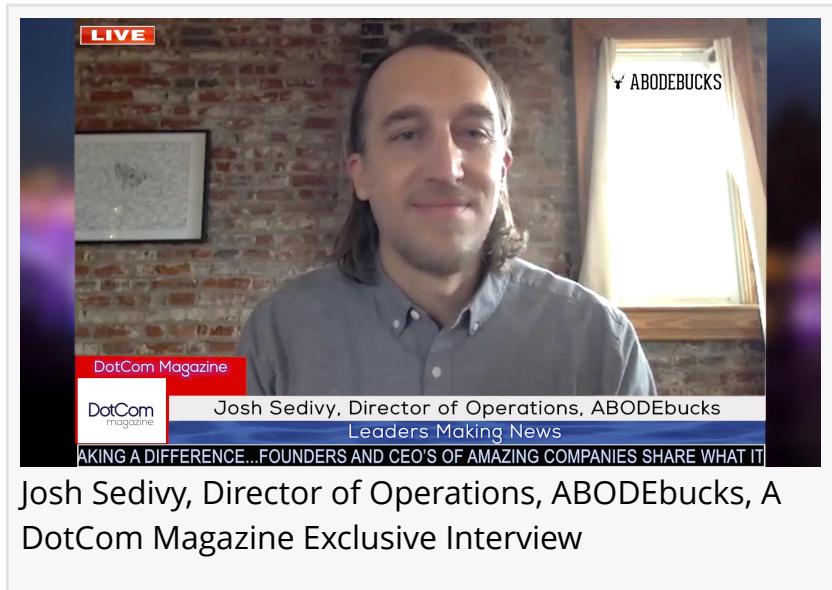 LIVE
ABODEBUCKS
DotCom Magazine
DotCom
magazine
Josh Sedivy, Director of Operations, ABODEbucks
Leaders Making News
AKING A DIFFERENCE...FOUNDERS AND CEO'S OF AMAZING COMPANIES SHARE WHAT IT
Josh Sedivy, Director of Operations, ABODEbucks, A
DotCom Magazine Exclusive Interview